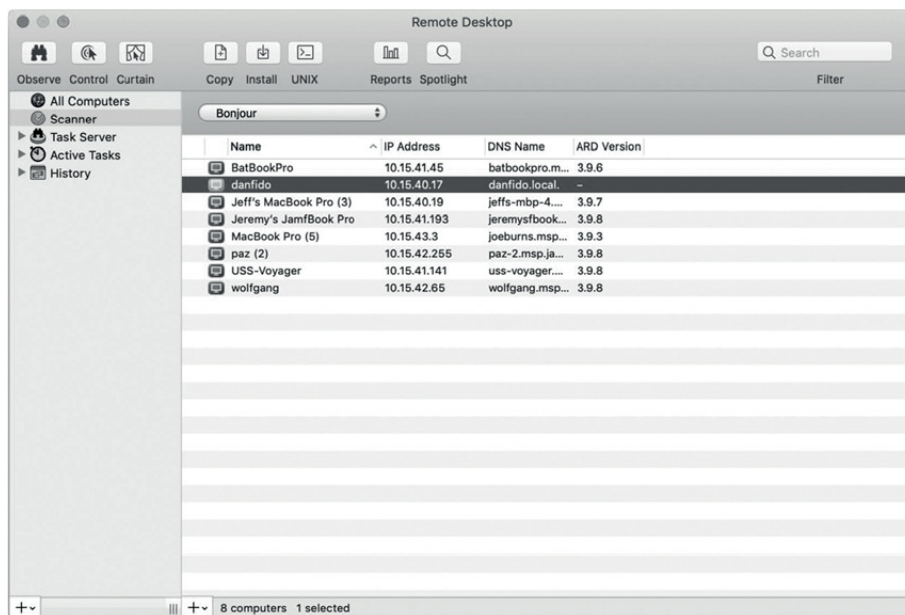 Remote Desktop
Observe Control Curtain Copy Install UNIX Reports Spotlight Search Filter
All Computers
Scanner
Task Server
Active Tasks
History
Bonjour
Name IP Address DNS Name ARD Version
BatBookPro 10.15.41.45 batbookpro.m... 3.9.6
danfido 10.15.40.17 danfido.local. –
Jeff's MacBook Pro (3) 10.15.40.19 jeffs-mbp-4.... 3.9.7
Jeremy's JamfBook Pro 10.15.41.193 jeremysfbook... 3.9.8
MacBook Pro (5) 10.15.43.3 joeburns.msp... 3.9.3
paz (2) 10.15.42.255 paz-2.msp.ja... 3.9.8
USS-Voyager 10.15.41.141 uss-voyager.... 3.9.8
wolfgang 10.15.42.65 wolfgang.msp... 3.9.8
8 computers 1 selected